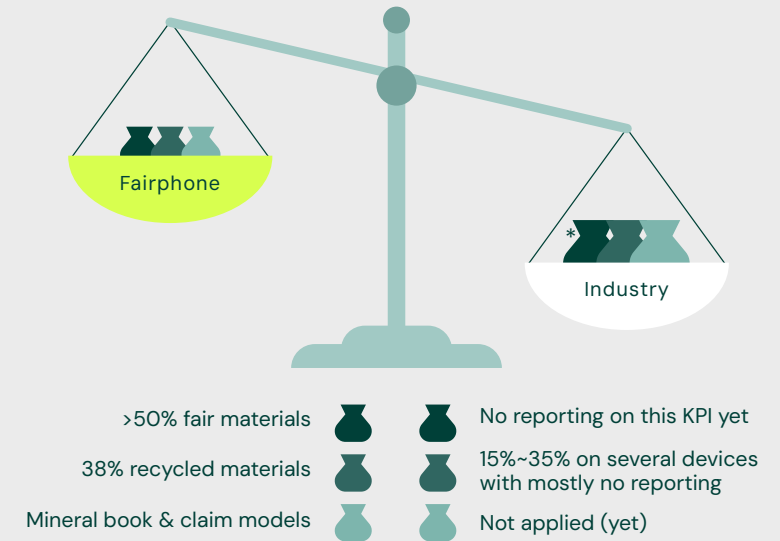 Fairphone
*
Industry
>50% fair materials
No reporting on this KPI yet
38% recycled materials
15%~35% on several devices
with mostly no reporting
Mineral book & claim models
Not applied (yet)